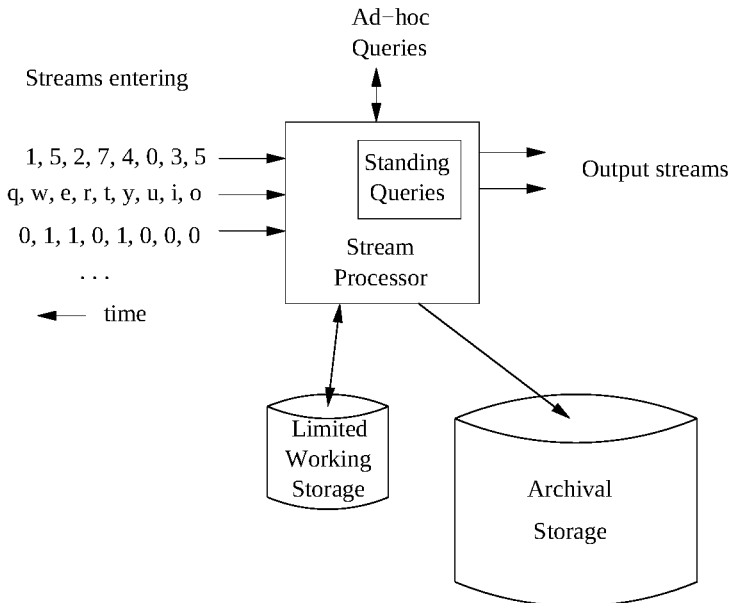 Ad−hoc
Queries
Streams entering
1, 5, 2, 7, 4, 0, 3, 5
q, w, e, r, t, y, u, i, o
0, 1, 1, 0, 1, 0, 0, 0
. . .
time
Standing
Queries
Stream
Processor
Output streams
Limited
Working
Storage
Archival
Storage